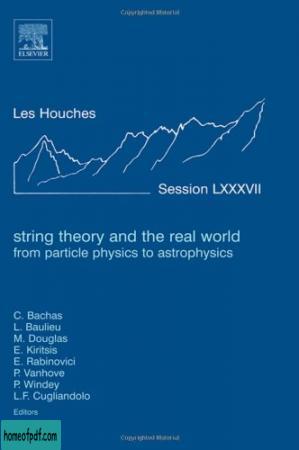 ELSEVIER
Les Houches
Session LXXXVII
string theory and the real world
from particle physics to astrophysics
C. Bachas
L. Baulieu
M. Douglas
E. Kiritsis
E. Rabinovici
P. Vanhove
P. Windey
L.F. Cugliandolo
Editors
homeofpdf.com